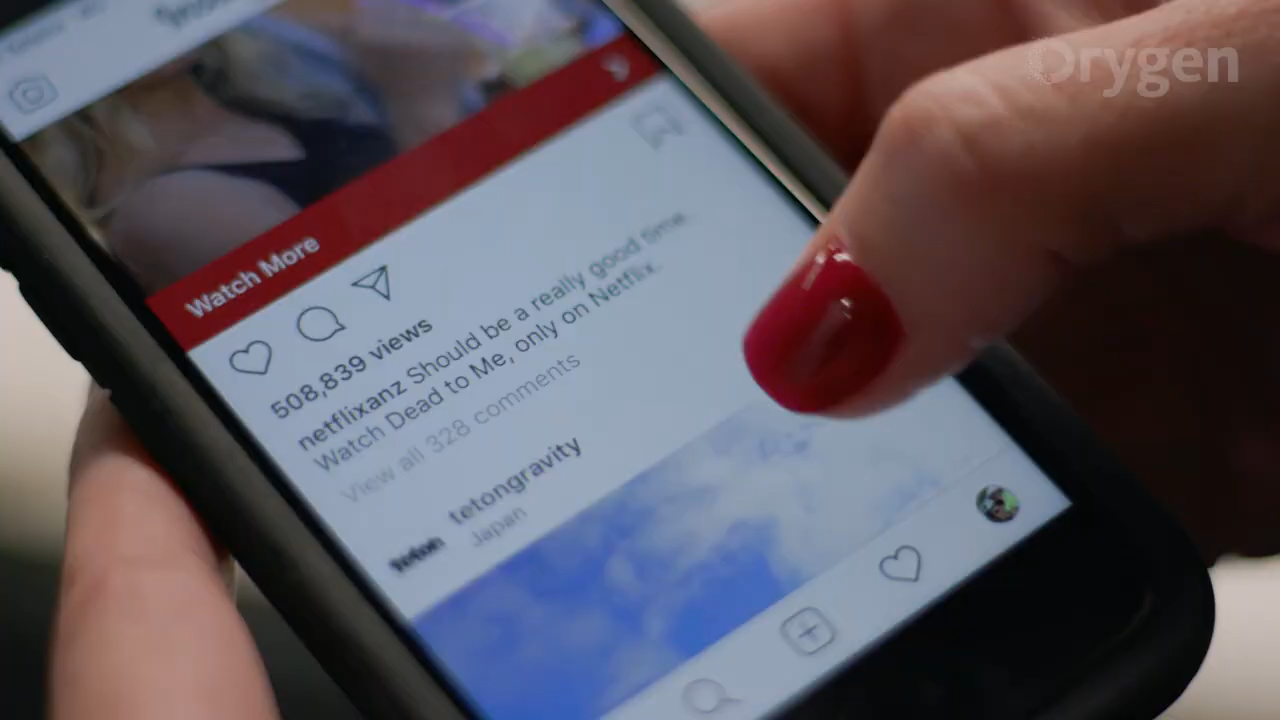 Orygen
Watch More
508,839 views
netflixanz Should be a really good time.
Watch Dead to Me, only on Netflix.
View all 328 comments
tetongravity
Japan
teton